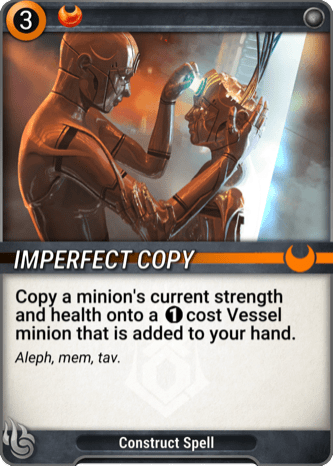 3
IMPERFECT COPY
Copy a minion's current strength
and health onto a 1 cost Vessel
minion that is added to your hand.
Aleph, mem, tav.
Construct Spell